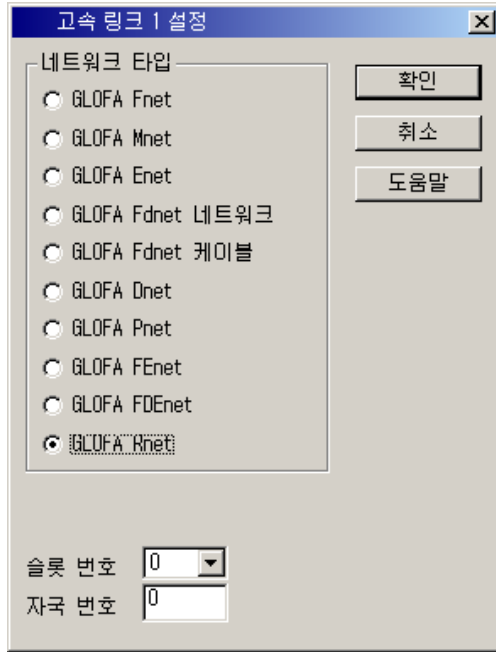 고속 링크 1 설정
네트워크 타입
GLOFA Fnet
GLOFA Mnet
GLOFA Enet
GLOFA Fdnet 네트워크
GLOFA Fdnet 케이블
GLOFA Dnet
GLOFA Pnet
GLOFA FEnet
GLOFA FDEnet
GLOFA Rnet
확인
취소
도움말
슬롯 번호 0
자국 번호 0